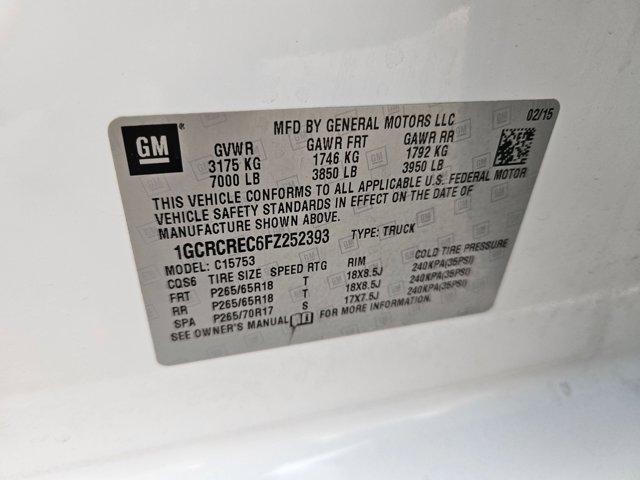 GM
®
MFD BY GENERAL MOTORS LLC
02/15
GVWR GAWR FRT GAWR RR
3175 KG 1746 KG 1792 KG
7000 LB 3850 LB 3950 LB
THIS VEHICLE CONFORMS TO ALL APPLICABLE U.S. FEDERAL MOTOR
VEHICLE SAFETY STANDARDS IN EFFECT ON THE DATE OF
MANUFACTURE SHOWN ABOVE.
1GCRCREC6FZ252393 TYPE: TRUCK
MODEL: C15753
CQS6 TIRE SIZE SPEED RTG RIM COLD TIRE PRESSURE
FRT P265/65R18 T 18X8.5J 240KPA(35PSI)
RR P265/65R18 T 18X8.5J 240KPA(35PSI)
SPA P265/70R17 S 17X7.5J 240KPA(35PSI)
SEE OWNER'S MANUAL FOR MORE INFORMATION.